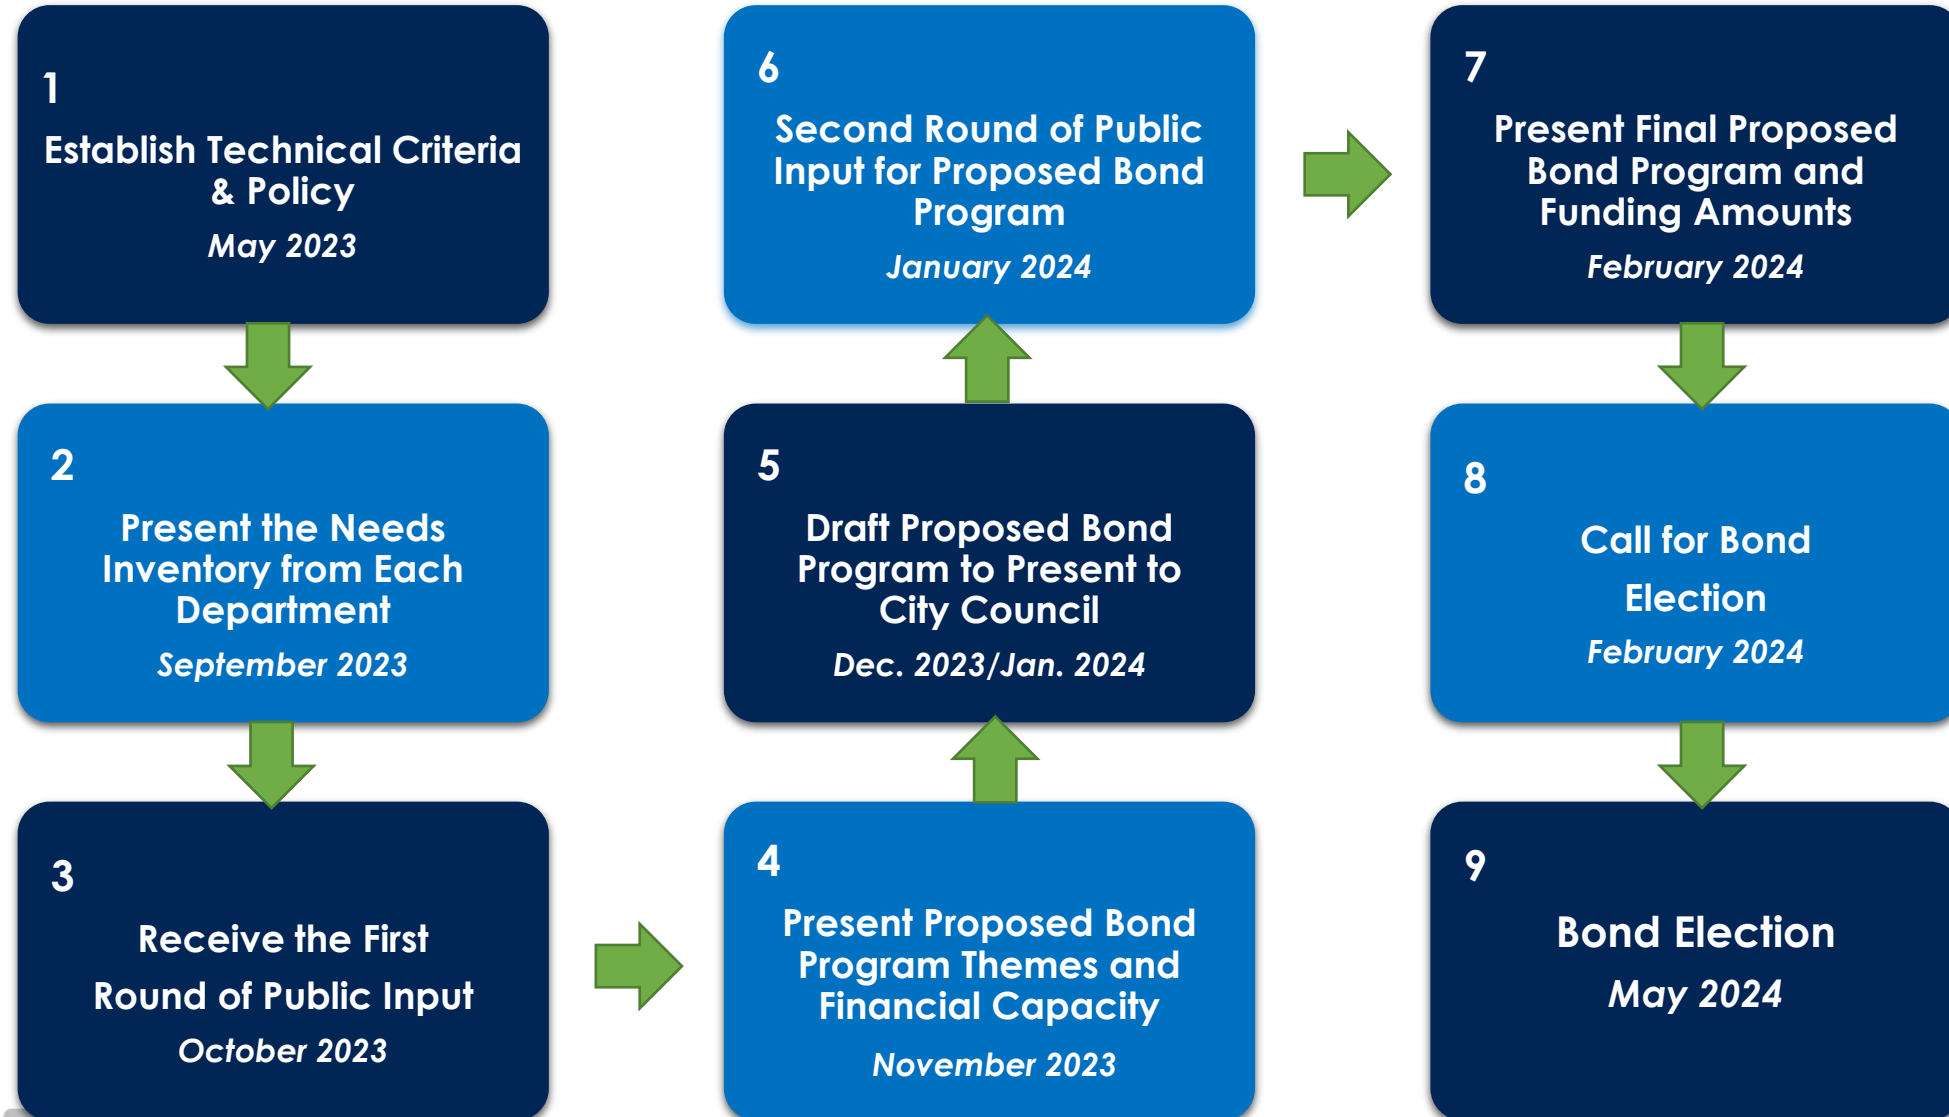 1
Establish Technical Criteria
& Policy
May 2023
2
Present the Needs
Inventory from Each
Department
September 2023
3
Receive the First
Round of Public Input
October 2023
4
Present Proposed Bond
Program Themes and
Financial Capacity
November 2023
5
Draft Proposed Bond
Program to Present to
City Council
Dec. 2023/Jan. 2024
6
Second Round of Public
Input for Proposed Bond
Program
January 2024
7
Present Final Proposed
Bond Program and
Funding Amounts
February 2024
8
Call for Bond
Election
February 2024
9
Bond Election
May 2024